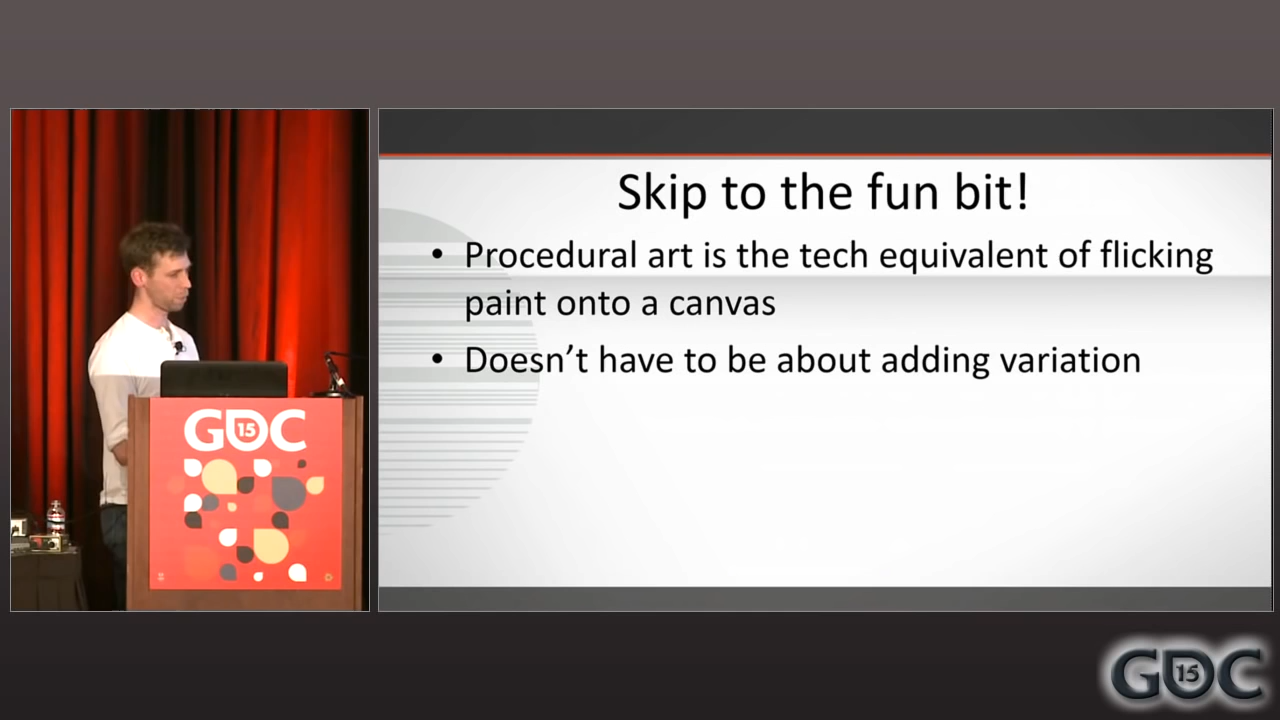 Skip to the fun bit!
• Procedural art is the tech equivalent of flicking
paint onto a canvas
• Doesn’t have to be about adding variation
GDC
15
GDC
15